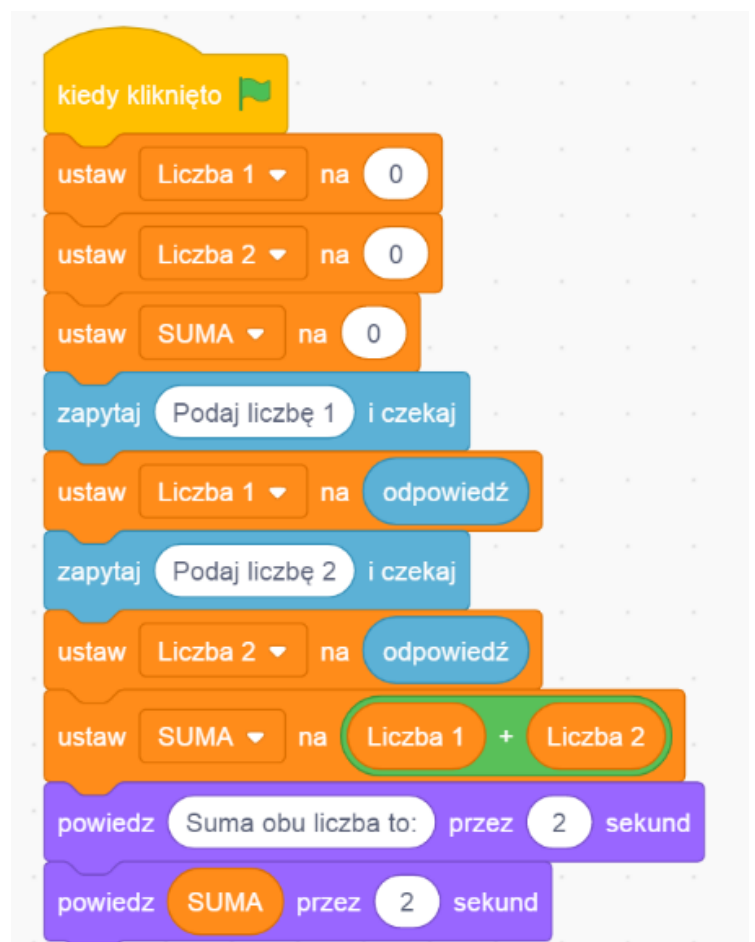 kiedy kliknięto
ustaw Liczba 1 na 0
ustaw Liczba 2 na 0
ustaw SUMA na 0
zapytaj Podaj liczbę 1 i czekaj
ustaw Liczba 1 na odpowiedź
zapytaj Podaj liczbę 2 i czekaj
ustaw Liczba 2 na odpowiedź
ustaw SUMA na Liczba 1 + Liczba 2
powiedz Suma obu liczba to: przez 2 sekund
powiedz SUMA przez 2 sekund